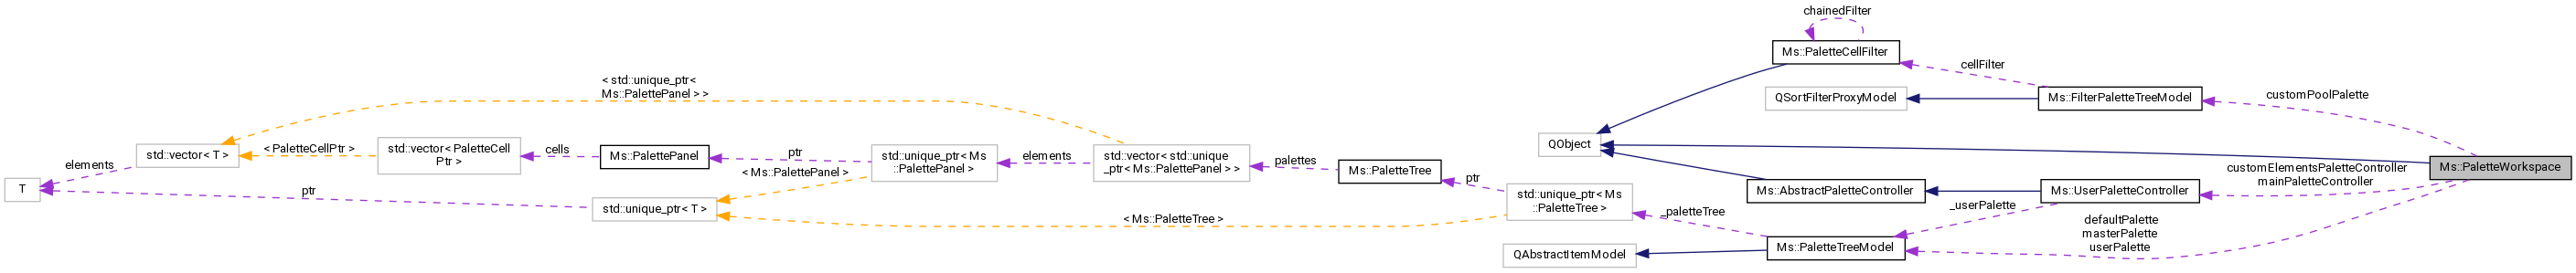 chainedFilter
Ms::PaletteCellFilter
cellFilter
< std::unique_ptr<
Ms::PalettePanel > >
QSortFilterProxyModel
Ms::FilterPaletteTreeModel
customPoolPalette
QObject
std::vector< T >
< PaletteCellPtr >
std::vector< PaletteCell
Ptr >
cells
Ms::PalettePanel
ptr
std::unique_ptr< Ms
::PalettePanel >
elements
std::vector< std::unique
_ptr< Ms::PalettePanel > >
palettes
Ms::PaletteTree
Ms::PaletteWorkspace
elements
< Ms::PalettePanel >
ptr
customElementsPaletteController
mainPaletteController
T
ptr
std::unique_ptr< Ms
::PaletteTree >
Ms::AbstractPaletteController
Ms::UserPaletteController
std::unique_ptr< T >
< Ms::PaletteTree >
_paletteTree
_userPalette
defaultPalette
masterPalette
userPalette
QAbstractItemModel
Ms::PaletteTreeModel